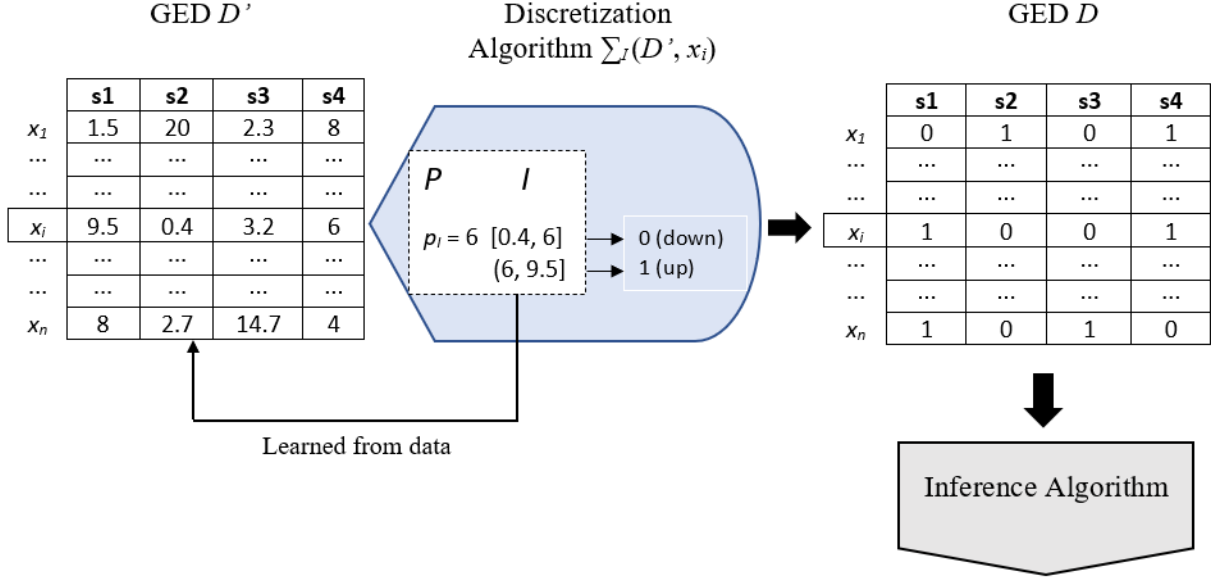 GED D’
Discretization
Algorithm ∑I(D’, xi)
GED D
s1 s2 s3 s4
x1 1.5 20 2.3 8
... ... ... ... ...
... ... ... ... ...
xi 9.5 0.4 3.2 6
... ... ... ... ...
... ... ... ... ...
xn 8 2.7 14.7 4
P I
pI = 6 [0.4, 6] 0 (down)
(6, 9.5] 1 (up)
Learned from data
s1 s2 s3 s4
x1 0 1 0 1
... ... ... ... ...
... ... ... ... ...
xi 1 0 0 1
... ... ... ... ...
... ... ... ... ...
xn 1 0 1 0
Inference Algorithm